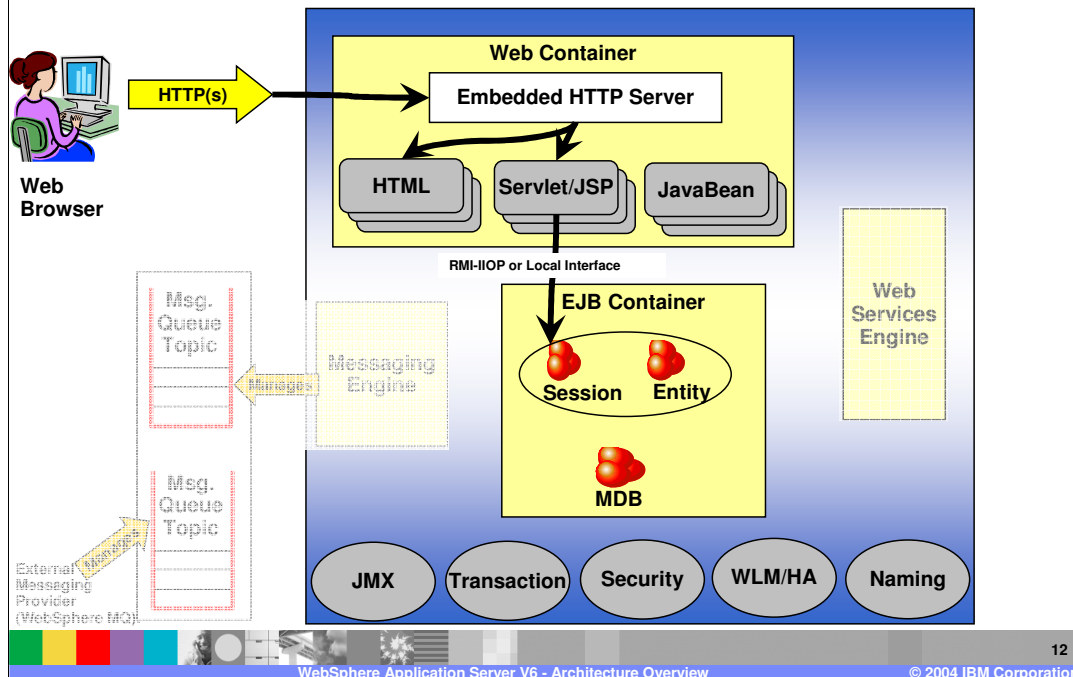 Web Container
HTTP(s)
Embedded HTTP Server
HTML
Servlet/JSP
JavaBean
Web
Browser
RMI-IIOP or Local Interface
EJB Container
Session
Entity
MDB
Msg.
Queue
Topic
Manages
Messaging
Engine
Web
Services
Engine
Msg.
Queue
Topic
Manages
External
Messaging
Provider
(WebSphere MQ)
JMX
Transaction
Security
WLM/HA
Naming
12
WebSphere Application Server V6 - Architecture Overview
© 2004 IBM Corporation